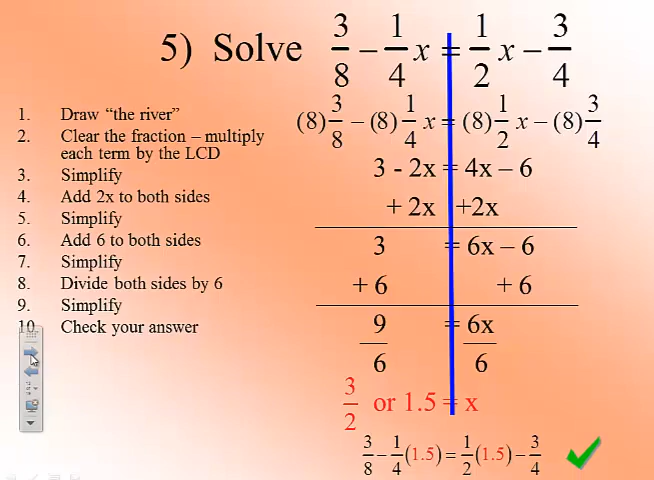 5) Solve 3/8 − 1/4 x = 1/2 x − 3/4
1. Draw “the river”
2. Clear the fraction – multiply
each term by the LCD
3. Simplify
4. Add 2x to both sides
5. Simplify
6. Add 6 to both sides
7. Simplify
8. Divide both sides by 6
9. Simplify
10. Check your answer
(8) 3/8 − (8) 1/4 x = (8) 1/2 x − (8) 3/4
3 - 2x = 4x – 6
+ 2x +2x
3 = 6x – 6
+ 6 + 6
9/6 = 6x/6
3/2 or 1.5 = x
3/8 − 1/4 (1.5) = 1/2 (1.5) − 3/4